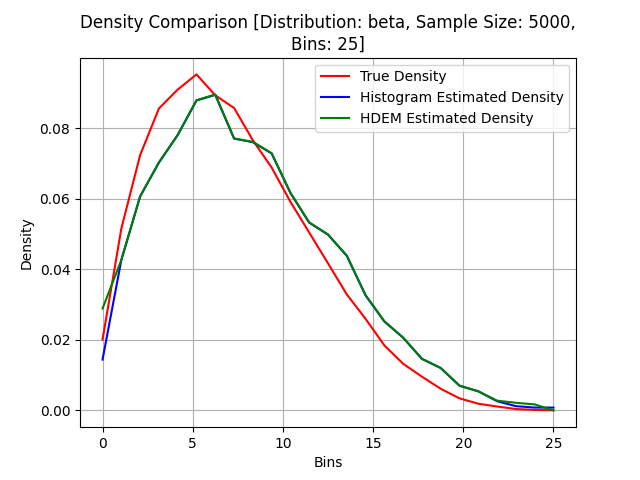 Density Comparison [Distribution: beta, Sample Size: 5000,
Bins: 25]
True Density
Histogram Estimated Density
HDEM Estimated Density
Density
0.08
0.06
0.04
0.02
0.00
0 5 10 15 20 25
Bins